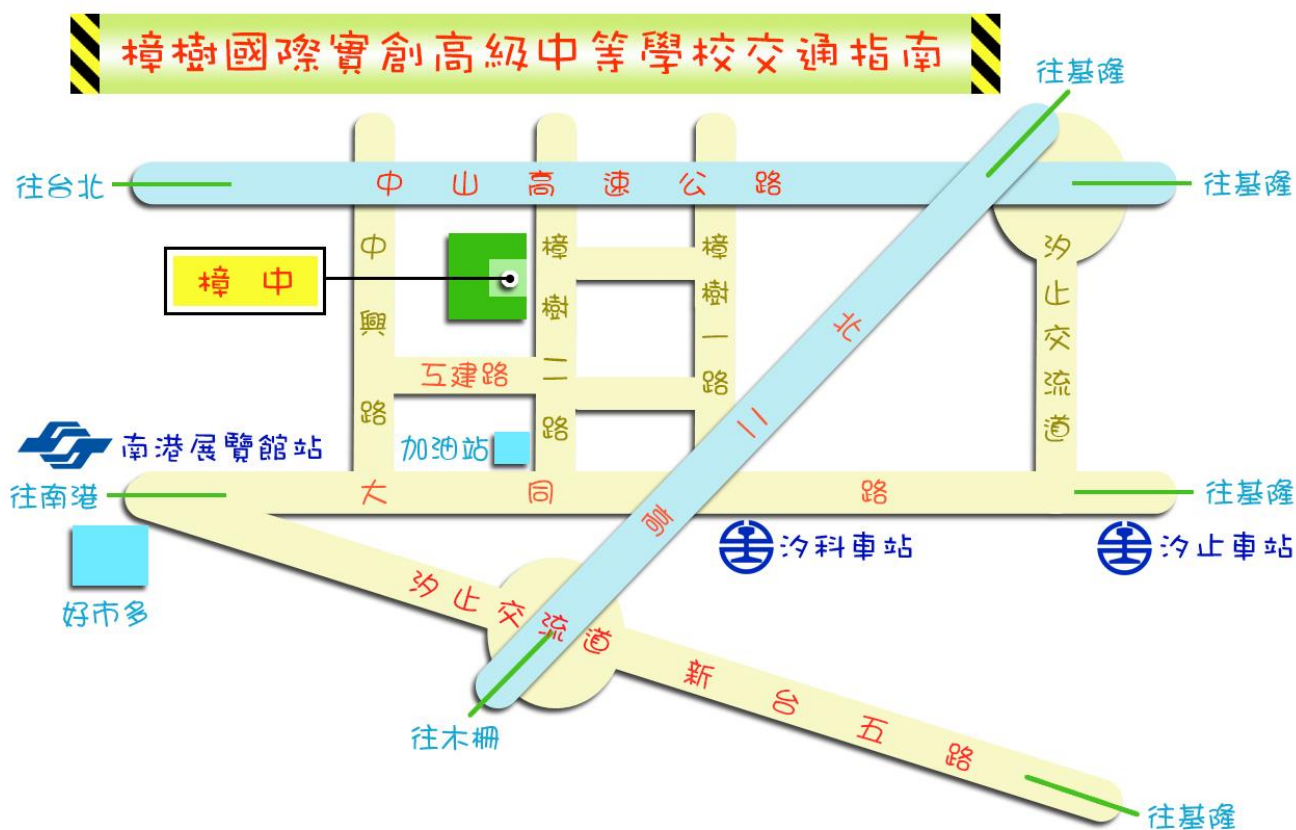 樟樹國際實創高級中等學校交通指南
往基隆
往台北
中山高速公路
往基隆
樟中
中興路
樟樹二路
樟樹一路
汐止交流道
北二高
互建路
加油站
南港展覽館站
往南港
大同路
往基隆
汐科車站
汐止車站
好市多
汐止交流道
新台五路
往木柵
往基隆